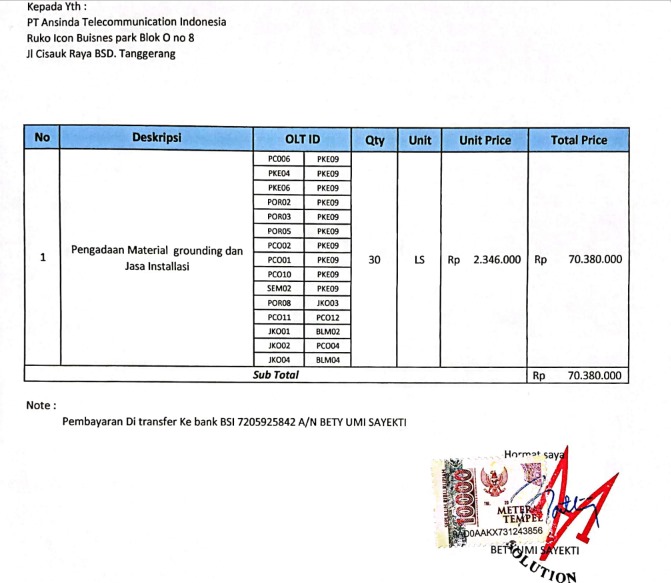 Kepada Yth :
PT Ansinda Telecommunication Indonesia
Ruko Icon Buisnes park Blok O no 8
Jl Cisauk Raya BSD. Tanggerang
No Deskripsi OLT ID Qty Unit Unit Price Total Price
PC006 PKE09
PKE04 PKE09
PKE06 PKE09
POR02 PKE09
POR03 PKE09
POR05 PKE09
PCO02 PKE09
1 Pengadaan Material grounding dan Jasa Installasi PCO01 PKE09 30 LS Rp 2.346.000 Rp 70.380.000
PCO10 PKE09
SEM02 PKE09
POR08 JKO03
PCO11 PCO12
JKO01 BLM02
JKO02 PCO04
JKO04 BLM04
Sub Total Rp 70.380.000
Note :
Pembayaran Di transfer Ke bank BSI 7205925842 A/N BETY UMI SAYEKTI
Hormat saya
10000
METERAI
TEMPEL
0AAKX731243856
BETY UMI SAYEKTI
SOLUTION